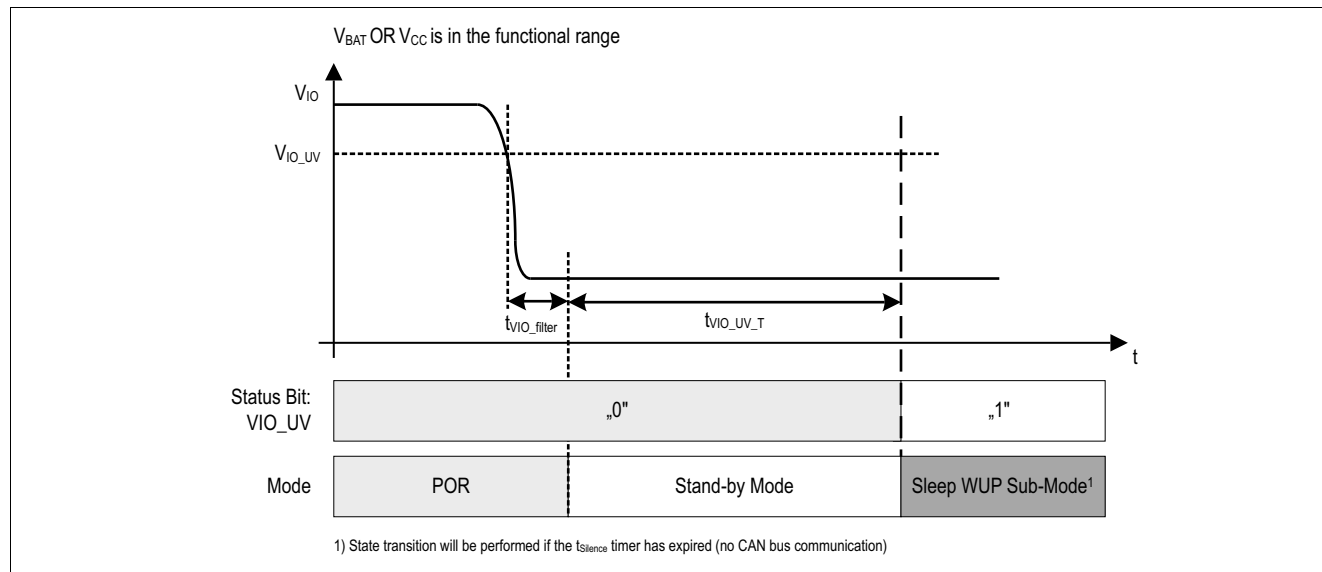 VBAT OR VCC is in the functional range
VIO
VIO_UV
tVIO_filter
tVIO_UV_T
t
Status Bit:
VIO_UV
„0"
„1"
Mode
POR
Stand-by Mode
Sleep WUP Sub-Mode1
1) State transition will be performed if the tSilence timer has expired (no CAN bus communication)